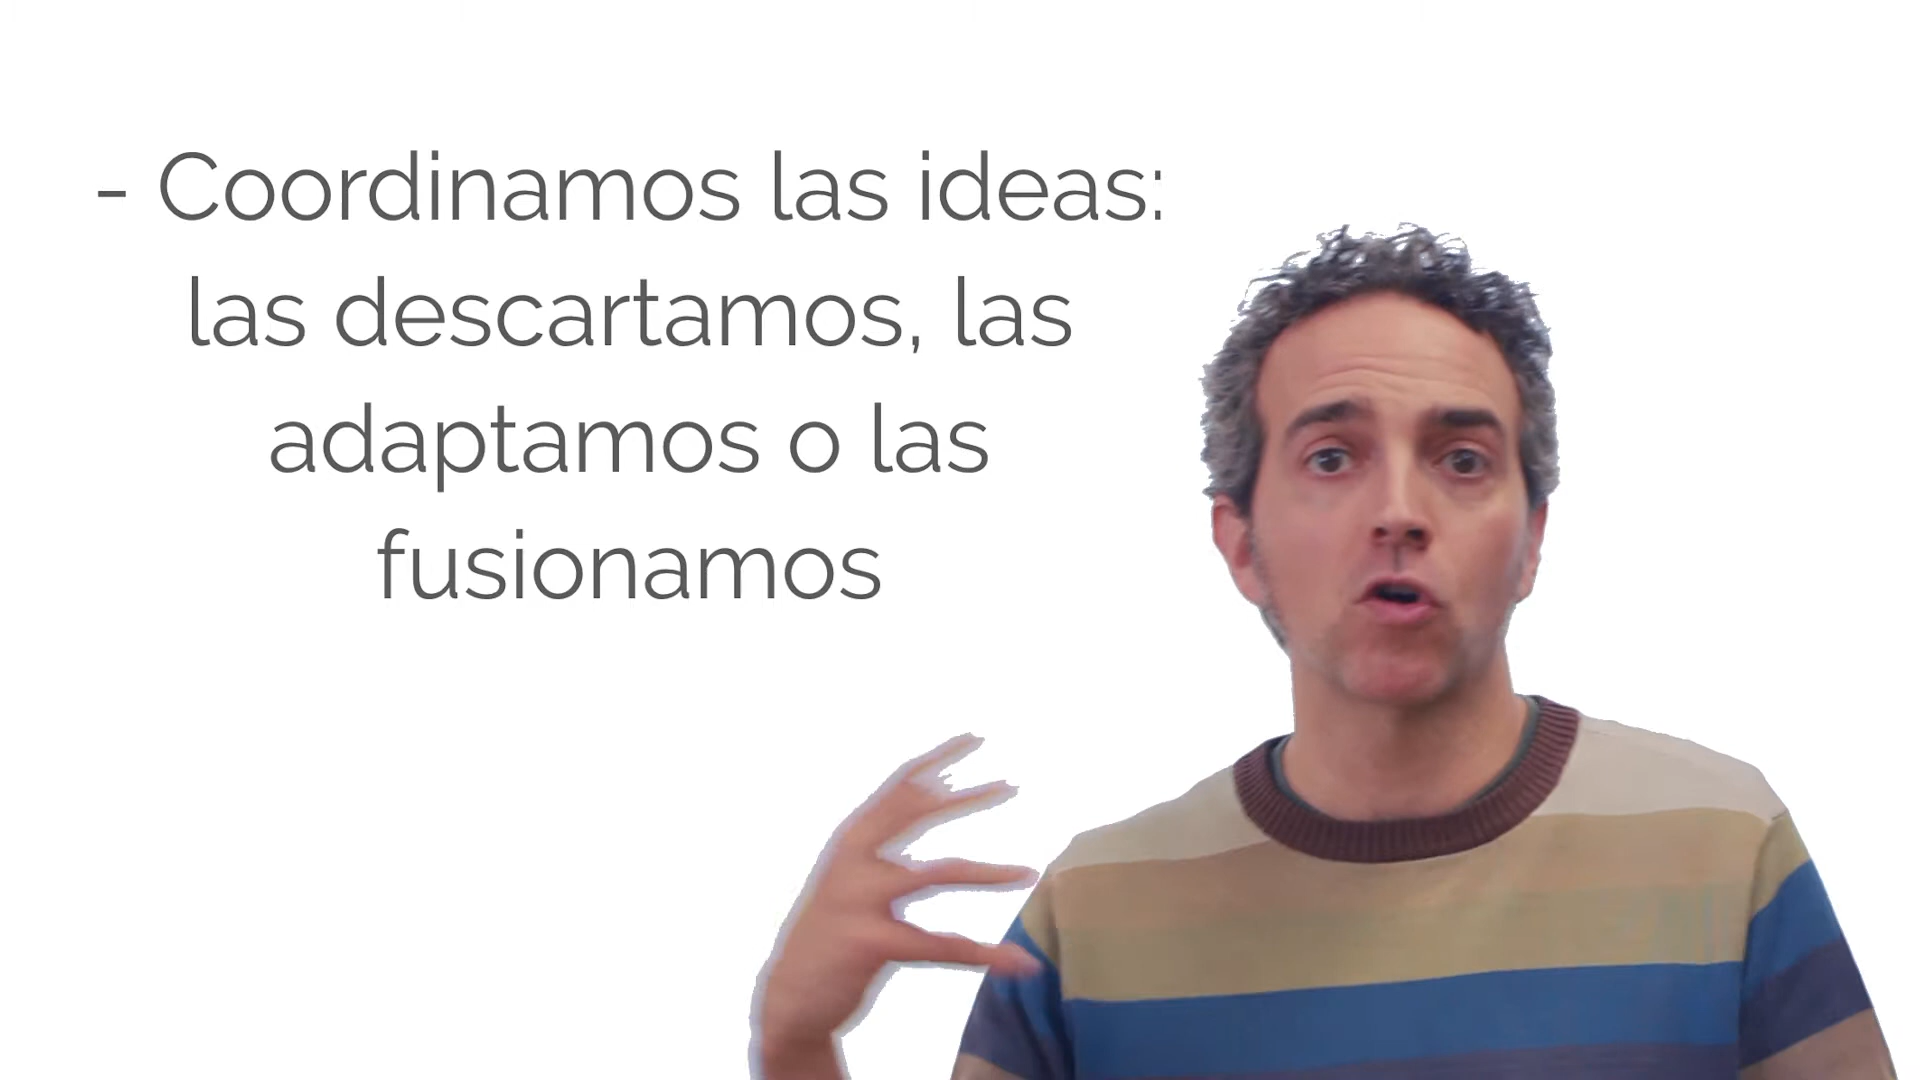 - Coordinamos las ideas:
las descartamos, las
adaptamos o las
fusionamos